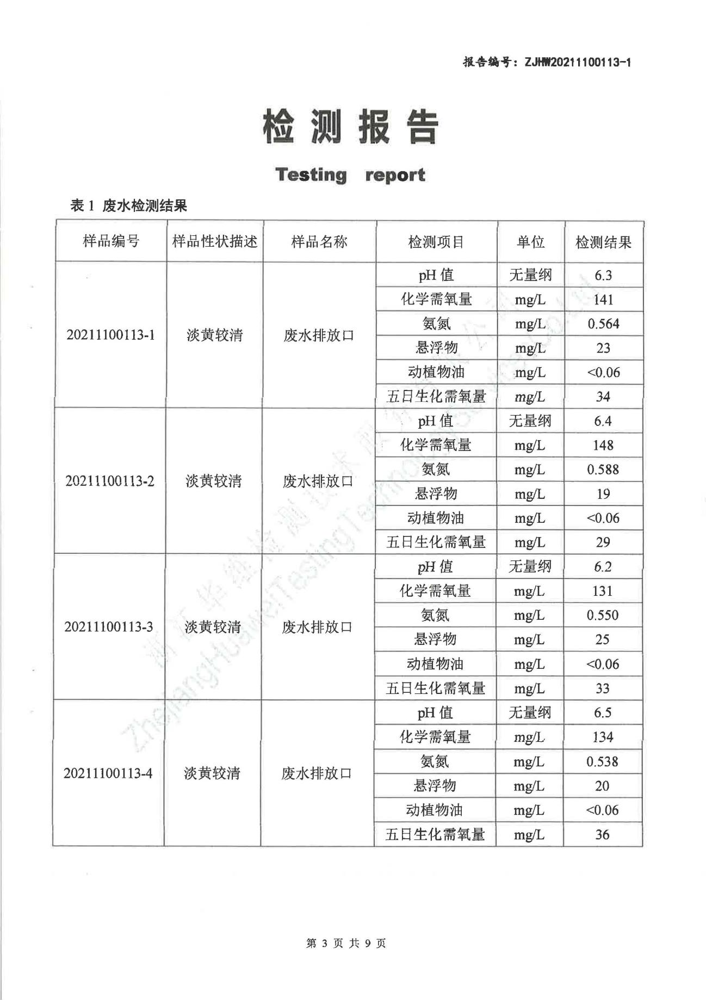 报告编号：ZJHW20211100113-1
检测报告
Testing report
表 1 废水检测结果
样品编号 样品性状描述 样品名称 检测项目 单位 检测结果
20211100113-1 淡黄较清 废水排放口
pH 值 无量纲 6.3
化学需氧量 mg/L 141
氨氮 mg/L 0.564
悬浮物 mg/L 23
动植物油 mg/L <0.06
五日生化需氧量 mg/L 34
20211100113-2 淡黄较清 废水排放口
pH 值 无量纲 6.4
化学需氧量 mg/L 148
氨氮 mg/L 0.588
悬浮物 mg/L 19
动植物油 mg/L <0.06
五日生化需氧量 mg/L 29
20211100113-3 淡黄较清 废水排放口
pH 值 无量纲 6.2
化学需氧量 mg/L 131
氨氮 mg/L 0.550
悬浮物 mg/L 25
动植物油 mg/L <0.06
五日生化需氧量 mg/L 33
20211100113-4 淡黄较清 废水排放口
pH 值 无量纲 6.5
化学需氧量 mg/L 134
氨氮 mg/L 0.538
悬浮物 mg/L 20
动植物油 mg/L <0.06
五日生化需氧量 mg/L 36
第 3 页 共 9 页